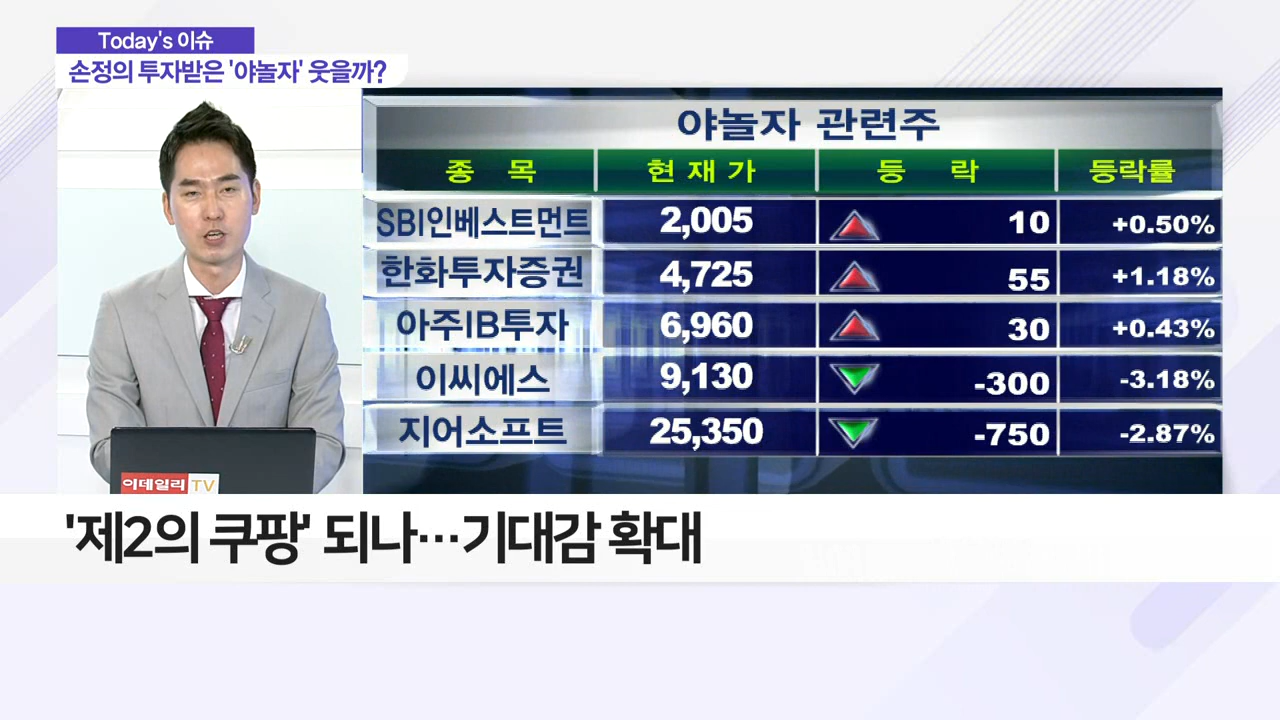 Today's 이슈
손정의 투자받은 '야놀자' 웃을까?
야놀자 관련주
종 목 현 재 가 등 락 등락률
SBI인베스트먼트 2,005 10 +0.50%
한화투자증권 4,725 55 +1.18%
아주IB투자 6,960 30 +0.43%
이씨에스 9,130 -300 -3.18%
지어소프트 25,350 -750 -2.87%
이데일리 TV
'제2의 쿠팡' 되나…기대감 확대